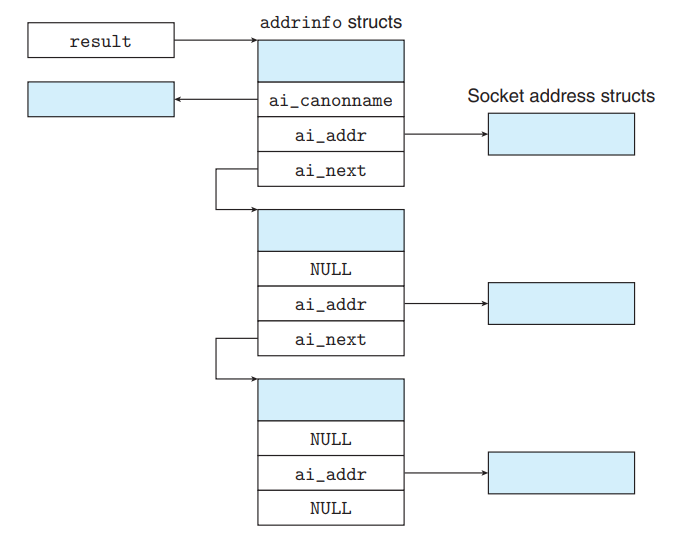 addrinfo structs
result
ai_canonname
Socket address structs
ai_addr
ai_next
NULL
ai_addr
ai_next
NULL
ai_addr
NULL